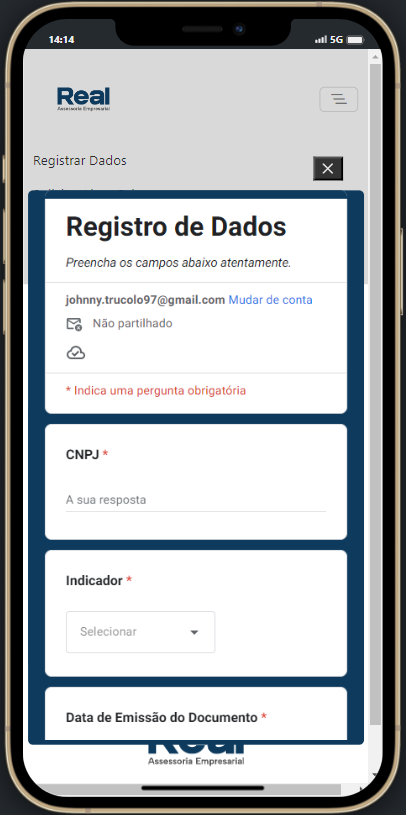 14:14
5G
Real
Assessoria Empresarial
Registrar Dados
Registro de Dados
Preencha os campos abaixo atentamente.
johnny.trucolo97@gmail.com Mudar de conta
Não partilhado
* Indica uma pergunta obrigatória
CNPJ *
A sua resposta
Indicador *
Selecionar
Data de Emissão do Documento *
Real
Assessoria Empresarial